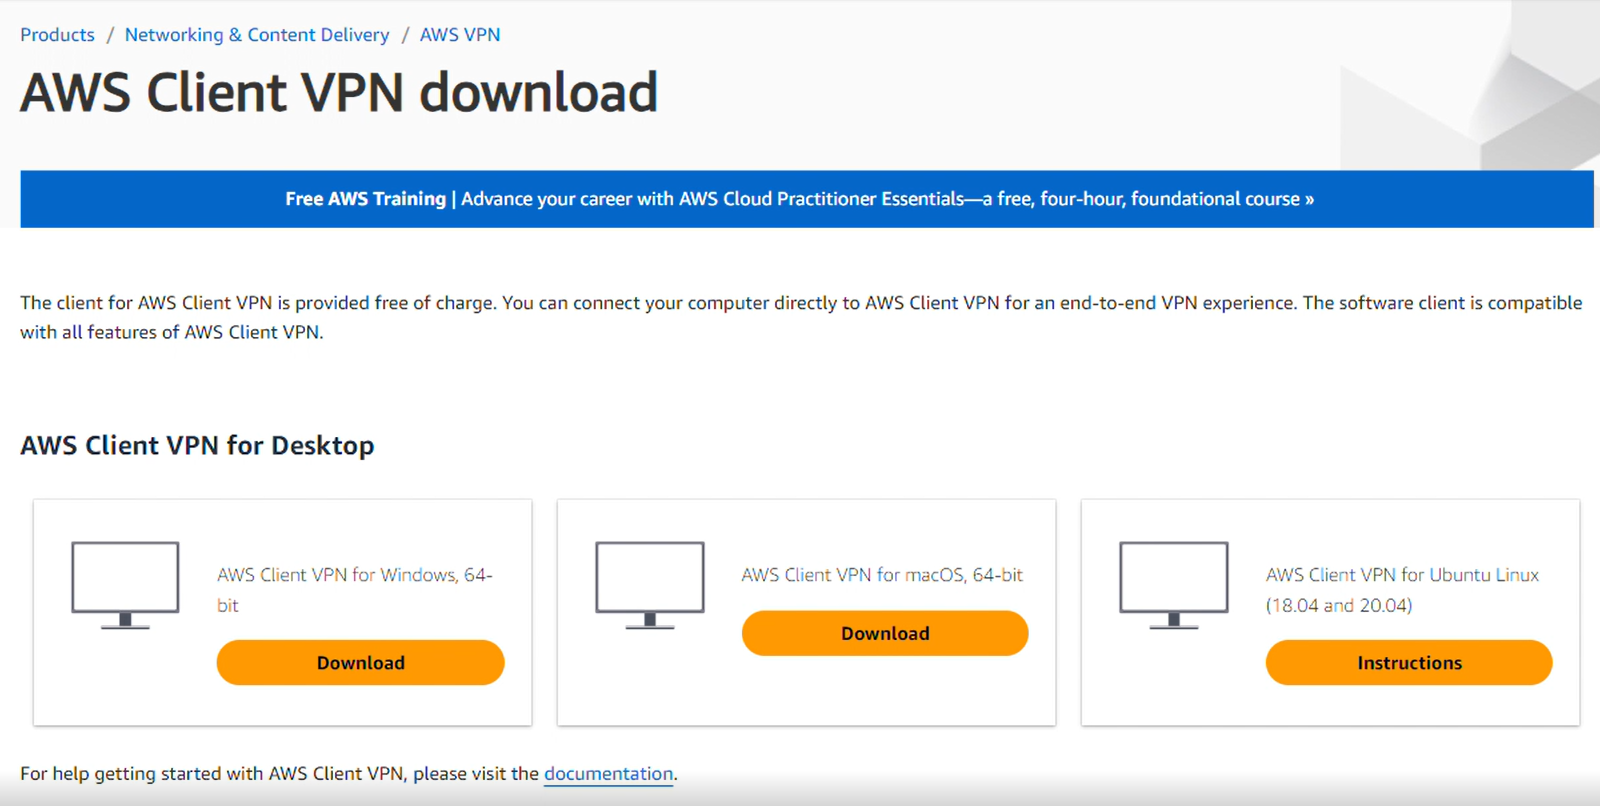 Products / Networking & Content Delivery / AWS VPN
AWS Client VPN download
Free AWS Training | Advance your career with AWS Cloud Practitioner Essentials—a free, four-hour, foundational course »
The client for AWS Client VPN is provided free of charge. You can connect your computer directly to AWS Client VPN for an end-to-end VPN experience. The software client is compatible
with all features of AWS Client VPN.
AWS Client VPN for Desktop
AWS Client VPN for Windows, 64-
bit
Download
AWS Client VPN for macOS, 64-bit
Download
AWS Client VPN for Ubuntu Linux
(18.04 and 20.04)
Instructions
For help getting started with AWS Client VPN, please visit the documentation.